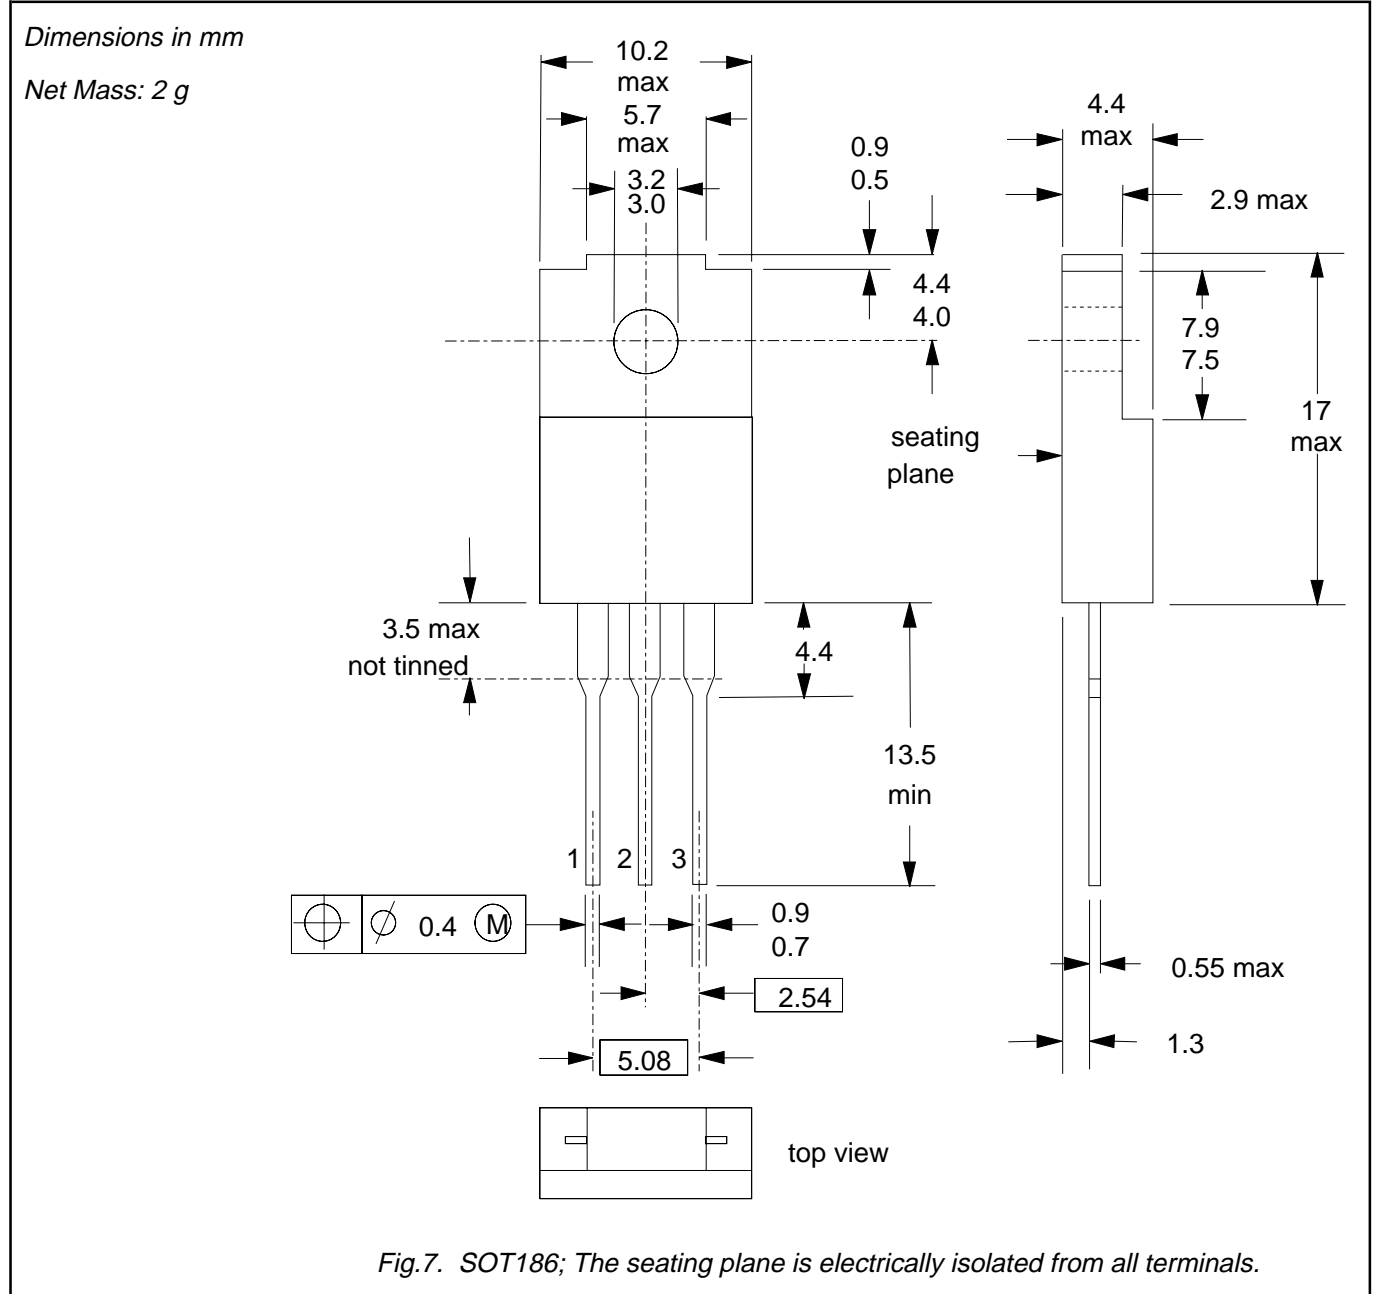 Dimensions in mm
Net Mass: 2 g
10.2
max
5.7
max
3.2
3.0
0.9
0.5
4.4
4.0
4.4
max
2.9 max
7.9
7.5
17
max
seating
plane
3.5 max
not tinned
4.4
13.5
min
1 2 3
0.4 M
0.9
0.7
2.54
5.08
0.55 max
1.3
top view
Fig.7. SOT186; The seating plane is electrically isolated from all terminals.